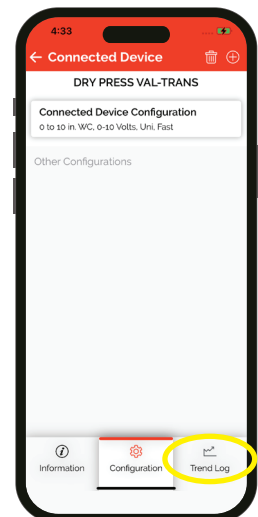 4:33
← Connected Device
DRY PRESS VAL-TRANS
Connected Device Configuration
0 to 10 in. WC, 0-10 Volts, Uni, Fast
Other Configurations
Information Configuration Trend Log